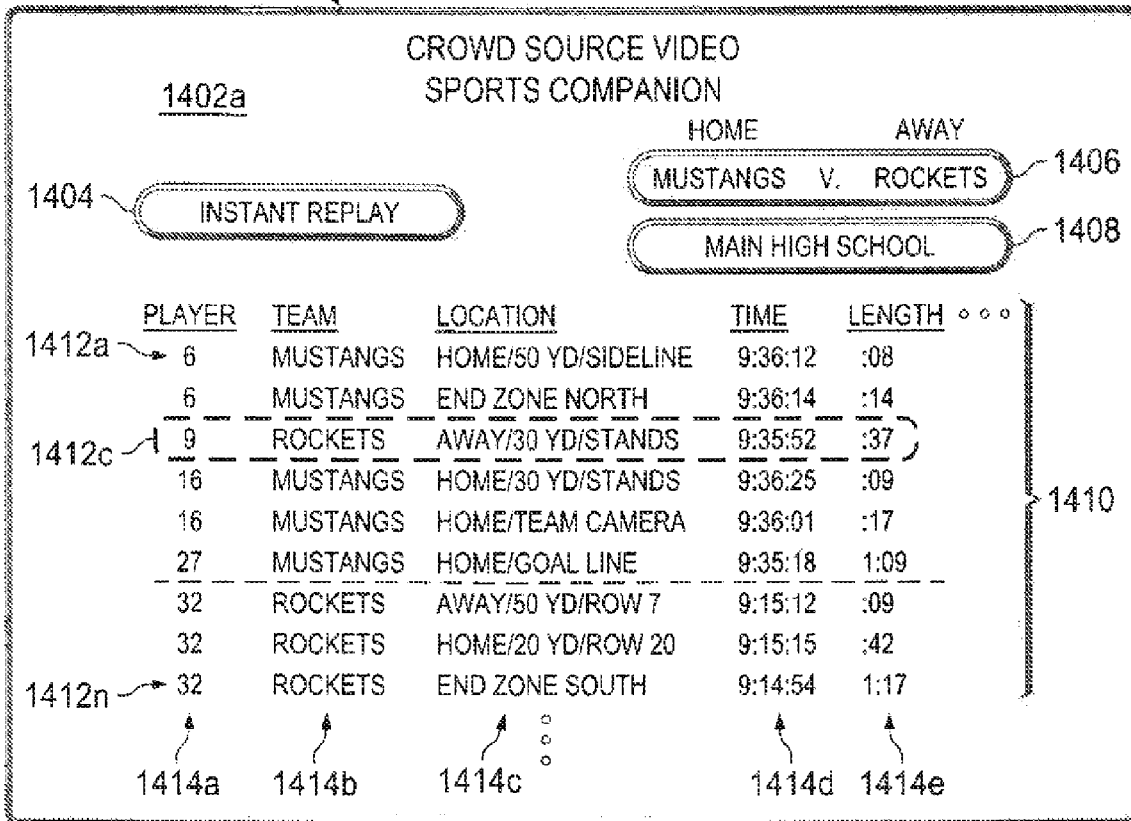 CROWD SOURCE VIDEO
SPORTS COMPANION
1402a
HOME AWAY
MUSTANGS V. ROCKETS
1406
1404
INSTANT REPLAY
MAIN HIGH SCHOOL
1408
PLAYER TEAM LOCATION TIME LENGTH
1412a
6 MUSTANGS HOME/50 YD/SIDELINE 9:36:12 :08
6 MUSTANGS END ZONE NORTH 9:36:14 :14
1412c
9 ROCKETS AWAY/30 YD/STANDS 9:35:52 :37
16 MUSTANGS HOME/30 YD/STANDS 9:36:25 :09
1410
16 MUSTANGS HOME/TEAM CAMERA 9:36:01 :17
27 MUSTANGS HOME/GOAL LINE 9:35:18 1:09
32 ROCKETS AWAY/50 YD/ROW 7 9:15:12 :09
32 ROCKETS HOME/20 YD/ROW 20 9:15:15 :42
1412n
32 ROCKETS END ZONE SOUTH 9:14:54 1:17
1414a 1414b 1414c 1414d 1414e